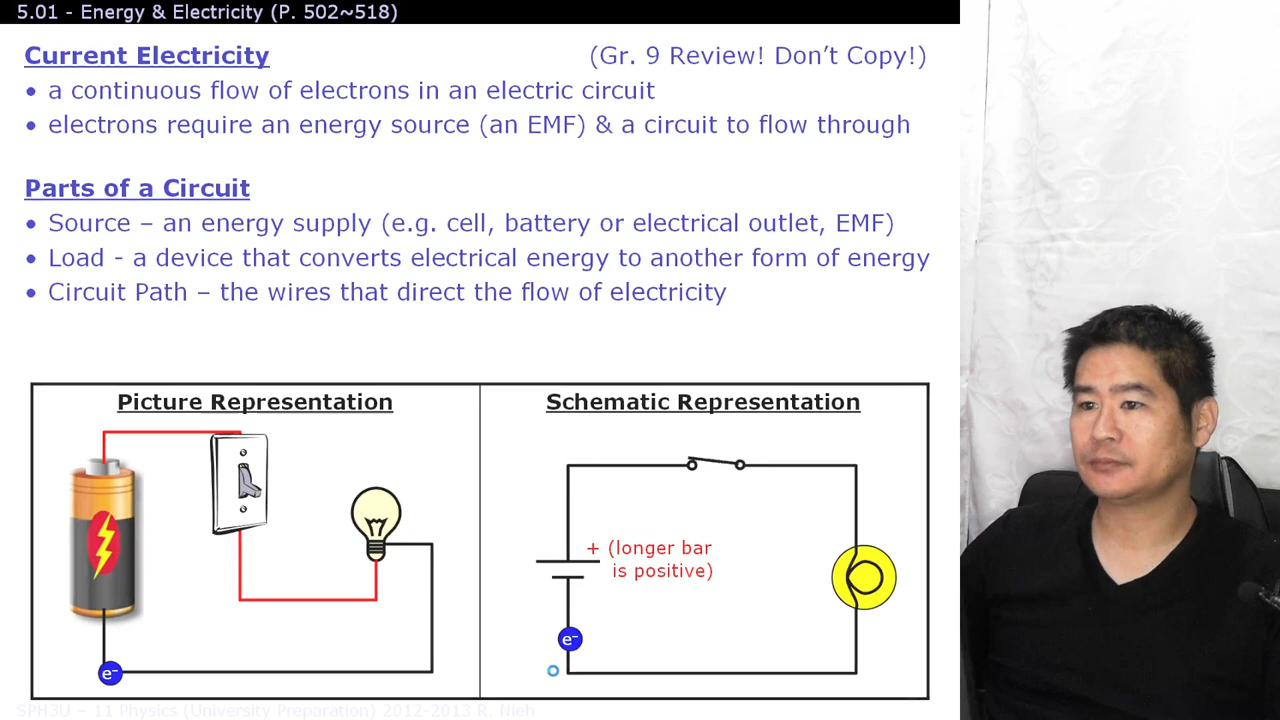 5.01 - Energy & Electricity (P. 502~518)
Current Electricity (Gr. 9 Review! Don’t Copy!)
• a continuous flow of electrons in an electric circuit
• electrons require an energy source (an EMF) & a circuit to flow through
Parts of a Circuit
• Source – an energy supply (e.g. cell, battery or electrical outlet, EMF)
• Load - a device that converts electrical energy to another form of energy
• Circuit Path – the wires that direct the flow of electricity
Picture Representation
e⁻
Schematic Representation
+ (longer bar
is positive)
e⁻
SPH3U – 11 Physics (University Preparation) 2012-2013 R. Nieh